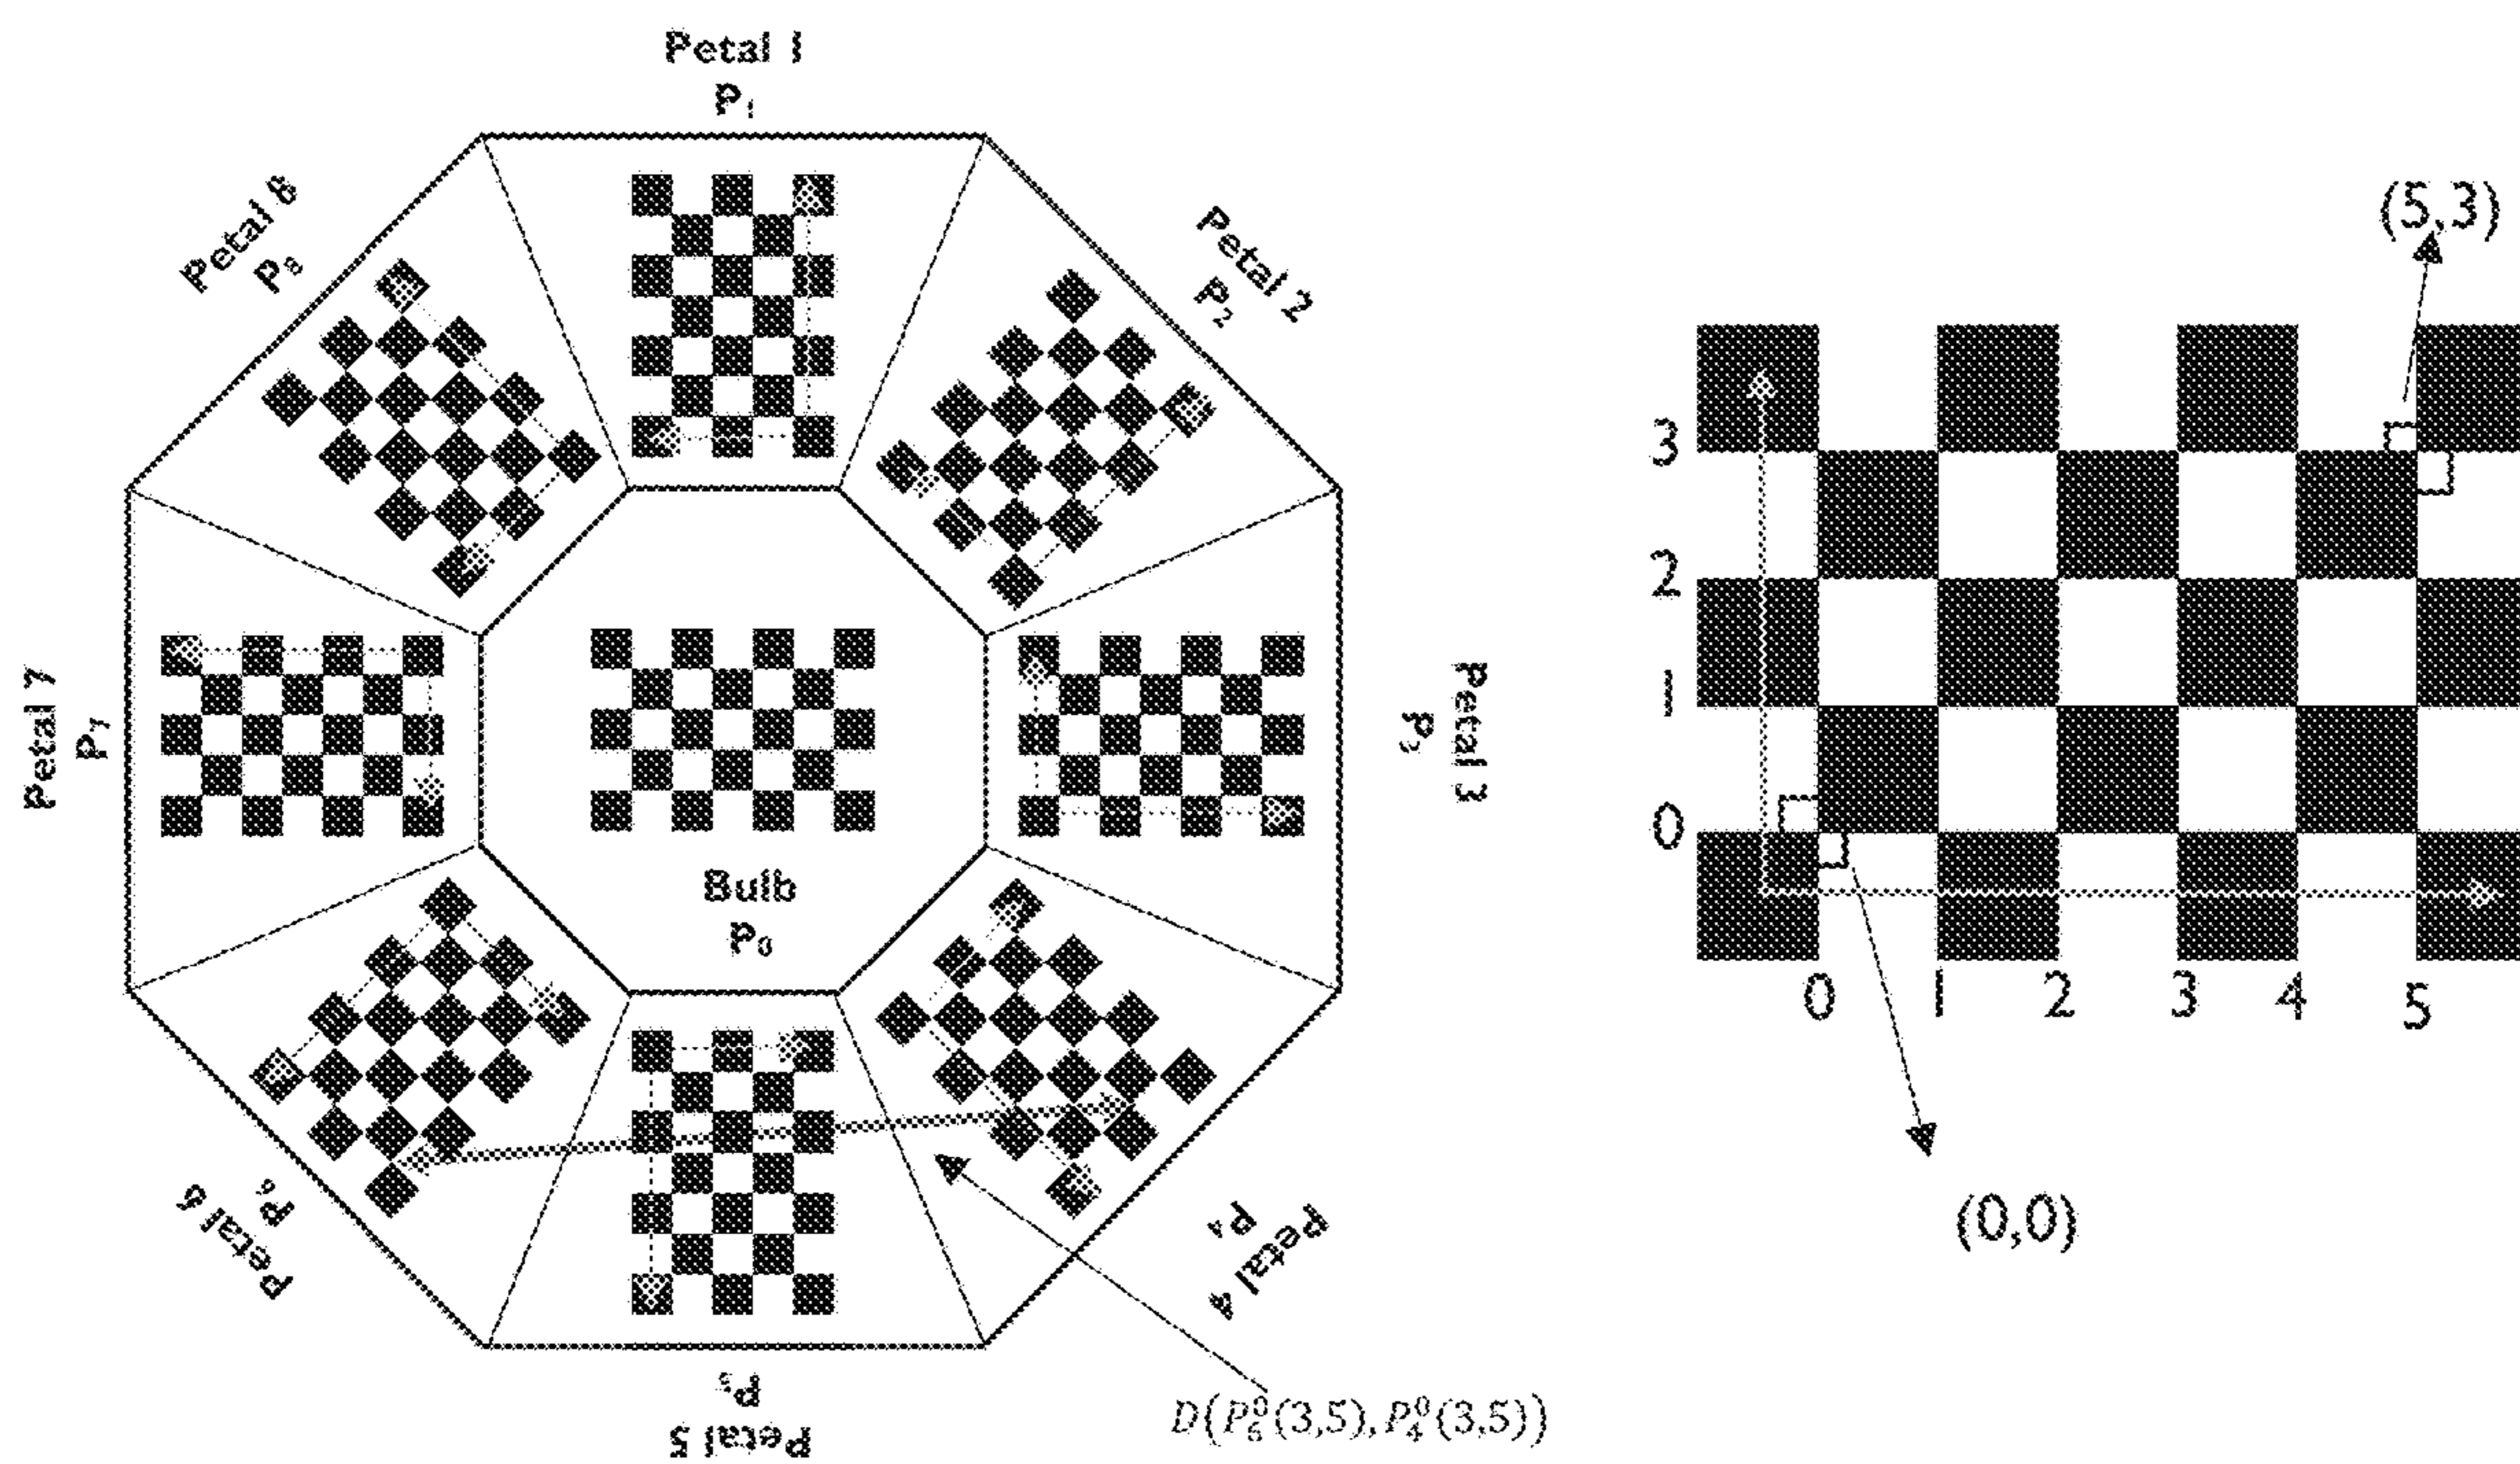 Petal 1
P₁
Petal 8
P₈
Petal 2
P₂
Petal 7
P₇
Petal 3
P₃
Bulb
P₀
Petal 6
P₆
Petal 4
P₄
P₅
Petal 5
D(P₆⁰(3,5), P₄⁰(3,5))
(5,3)
3
2
1
0
0 1 2 3 4 5
(0,0)